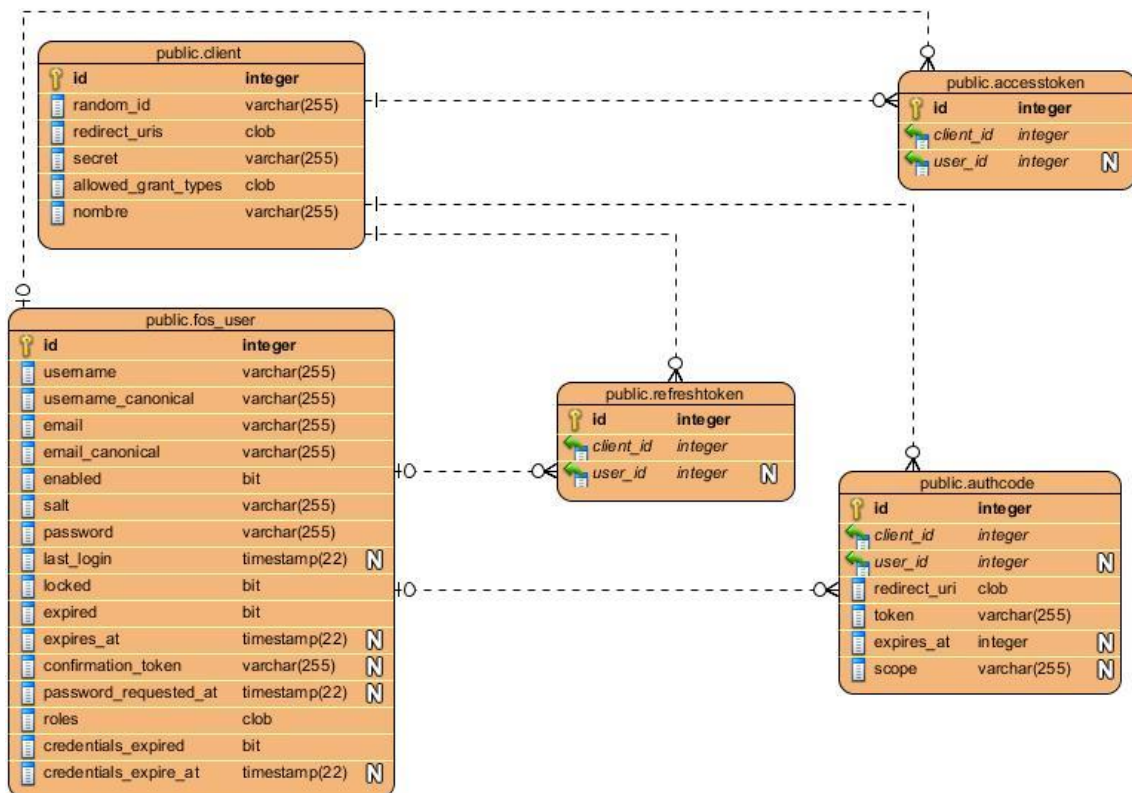 public.client
id integer
random_id varchar(255)
redirect_uris clob
secret varchar(255)
allowed_grant_types clob
nombre varchar(255)
public.accesstoken
id integer
client_id integer
user_id integer N
public.fos_user
id integer
username varchar(255)
username_canonical varchar(255)
email varchar(255)
email_canonical varchar(255)
enabled bit
salt varchar(255)
password varchar(255)
last_login timestamp(22) N
locked bit
expired bit
expires_at timestamp(22) N
confirmation_token varchar(255) N
password_requested_at timestamp(22) N
roles clob
credentials_expired bit
credentials_expire_at timestamp(22) N
public.refreshtoken
id integer
client_id integer
user_id integer N
public.authcode
id integer
client_id integer
user_id integer N
redirect_uri clob
token varchar(255)
expires_at integer N
scope varchar(255) N